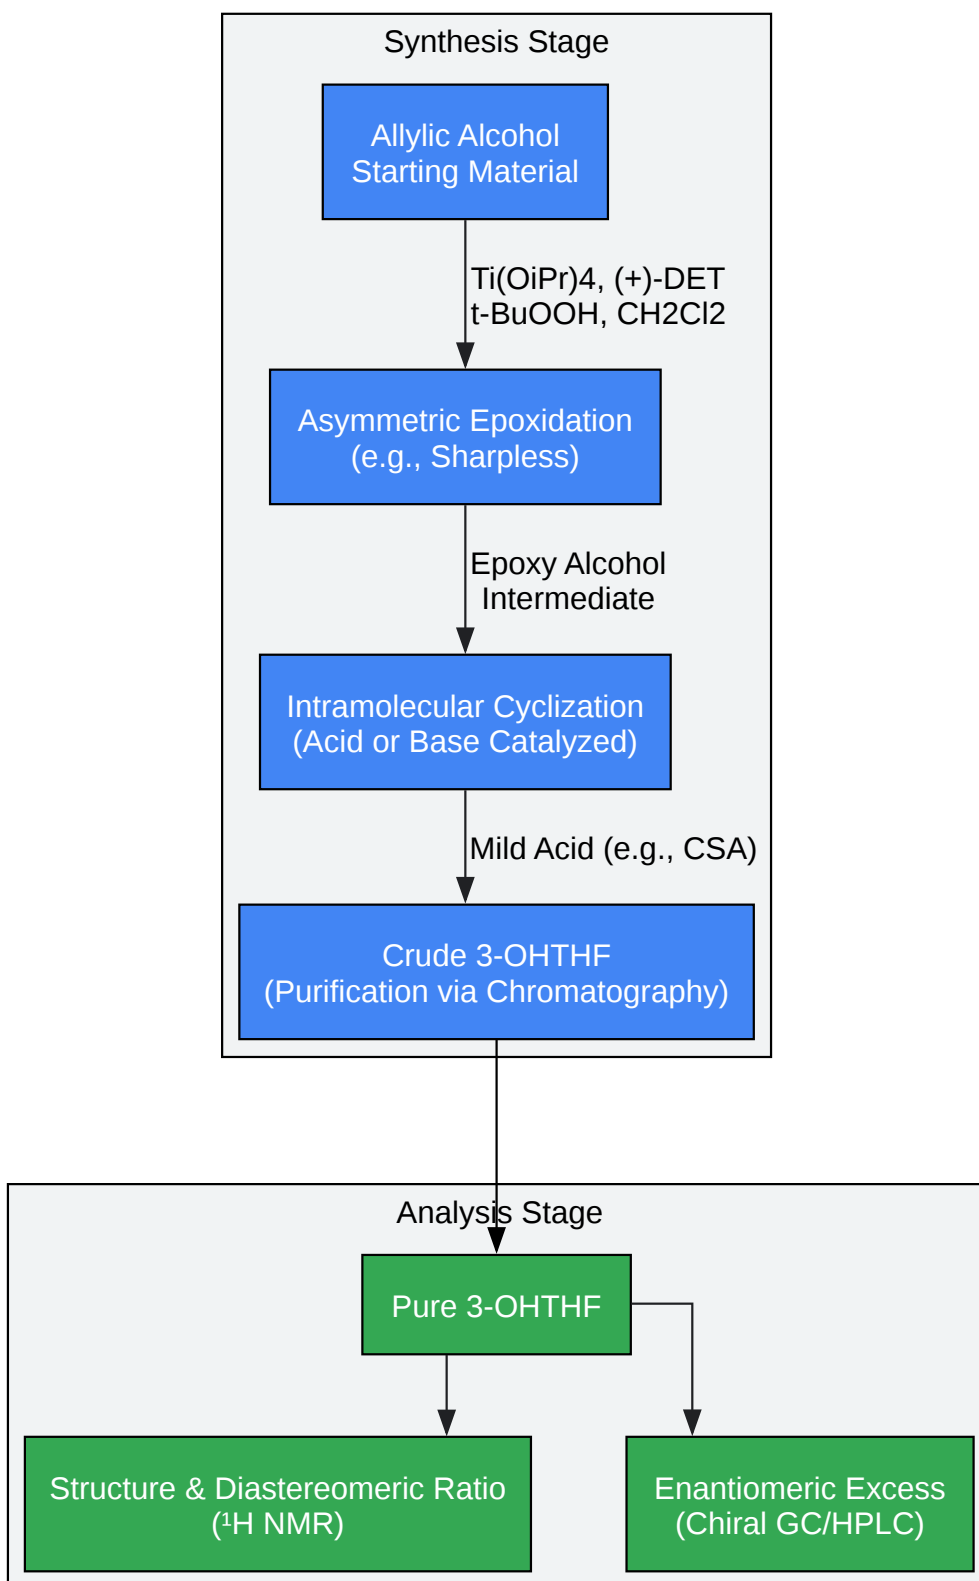 Synthesis Stage
Allylic Alcohol
Starting Material
Ti(OiPr)4, (+)-DET
t-BuOOH, CH2Cl2
Asymmetric Epoxidation
(e.g., Sharpless)
Epoxy Alcohol
Intermediate
Intramolecular Cyclization
(Acid or Base Catalyzed)
Mild Acid (e.g., CSA)
Crude 3-OHTHF
(Purification via Chromatography)
Analysis Stage
Pure 3-OHTHF
Structure & Diastereomeric Ratio
(¹H NMR)
Enantiomeric Excess
(Chiral GC/HPLC)